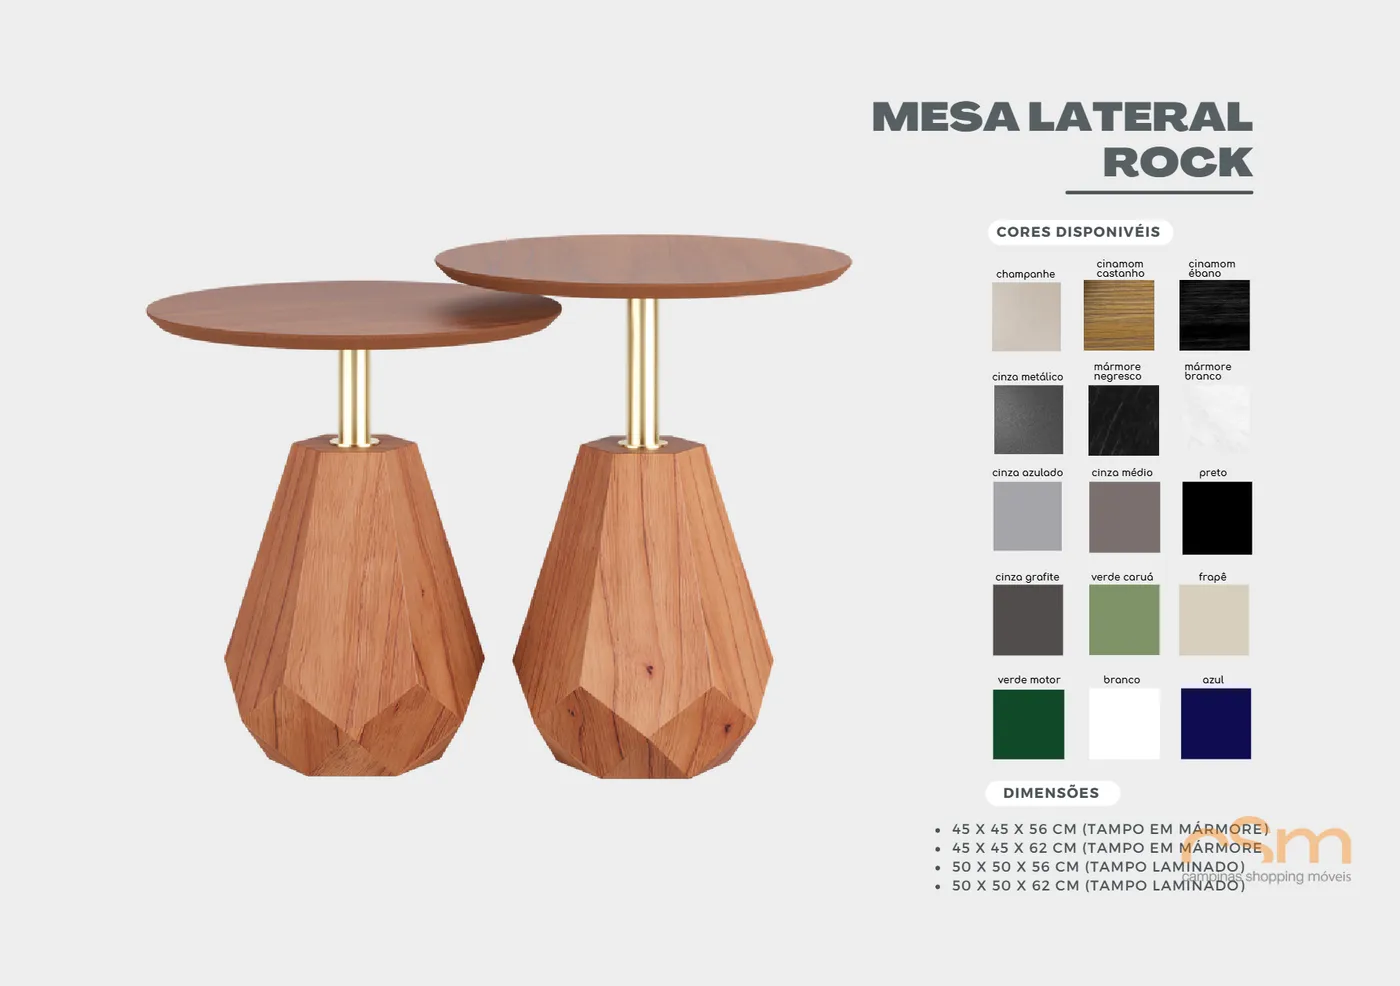 MESA LATERAL
ROCK
CORES DISPONIVÉIS
champanhe
cinamom
castanho
cinamom
ébano
cinza metálico
mármore
negresco
mármore
branco
cinza azulado
cinza médio
preto
cinza grafite
verde caruá
frapê
verde motor
branco
azul
DIMENSÕES
• 45 X 45 X 56 CM (TAMPO EM MÁRMORE)
• 45 X 45 X 62 CM (TAMPO EM MÁRMORE
• 50 X 50 X 56 CM (TAMPO LAMINADO)
• 50 X 50 X 62 CM (TAMPO LAMINADO)
csm
campinas shopping móveis